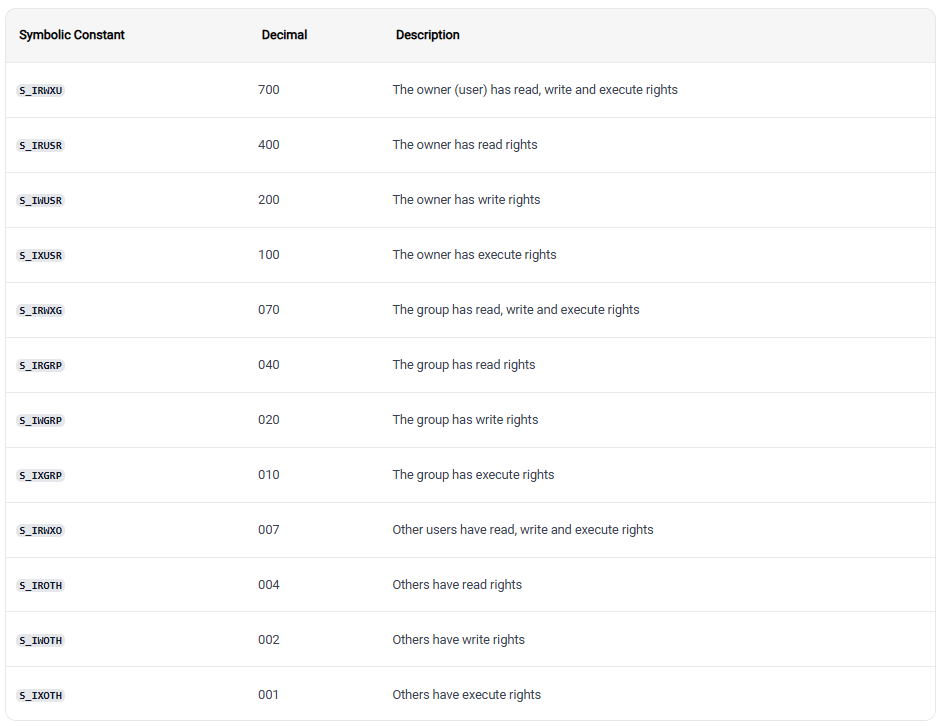 Symbolic Constant Decimal Description
S_IRWXU 700 The owner (user) has read, write and execute rights
S_IRUSR 400 The owner has read rights
S_IWUSR 200 The owner has write rights
S_IXUSR 100 The owner has execute rights
S_IRWXG 070 The group has read, write and execute rights
S_IRGRP 040 The group has read rights
S_IWGRP 020 The group has write rights
S_IXGRP 010 The group has execute rights
S_IRWXO 007 Other users have read, write and execute rights
S_IROTH 004 Others have read rights
S_IWOTH 002 Others have write rights
S_IXOTH 001 Others have execute rights